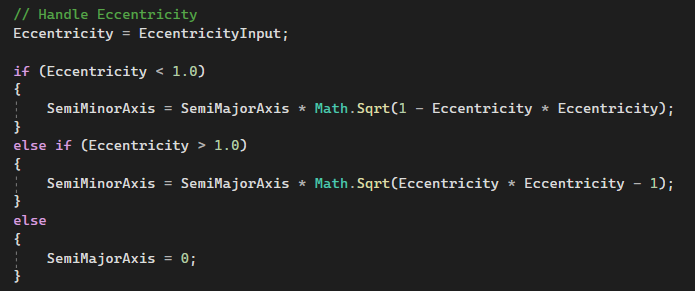 // Handle Eccentricity
Eccentricity = EccentricityInput;
if (Eccentricity < 1.0)
{
SemiMinorAxis = SemiMajorAxis * Math.Sqrt(1 - Eccentricity * Eccentricity);
}
else if (Eccentricity > 1.0)
{
SemiMinorAxis = SemiMajorAxis * Math.Sqrt(Eccentricity * Eccentricity - 1);
}
else
{
SemiMajorAxis = 0;
}